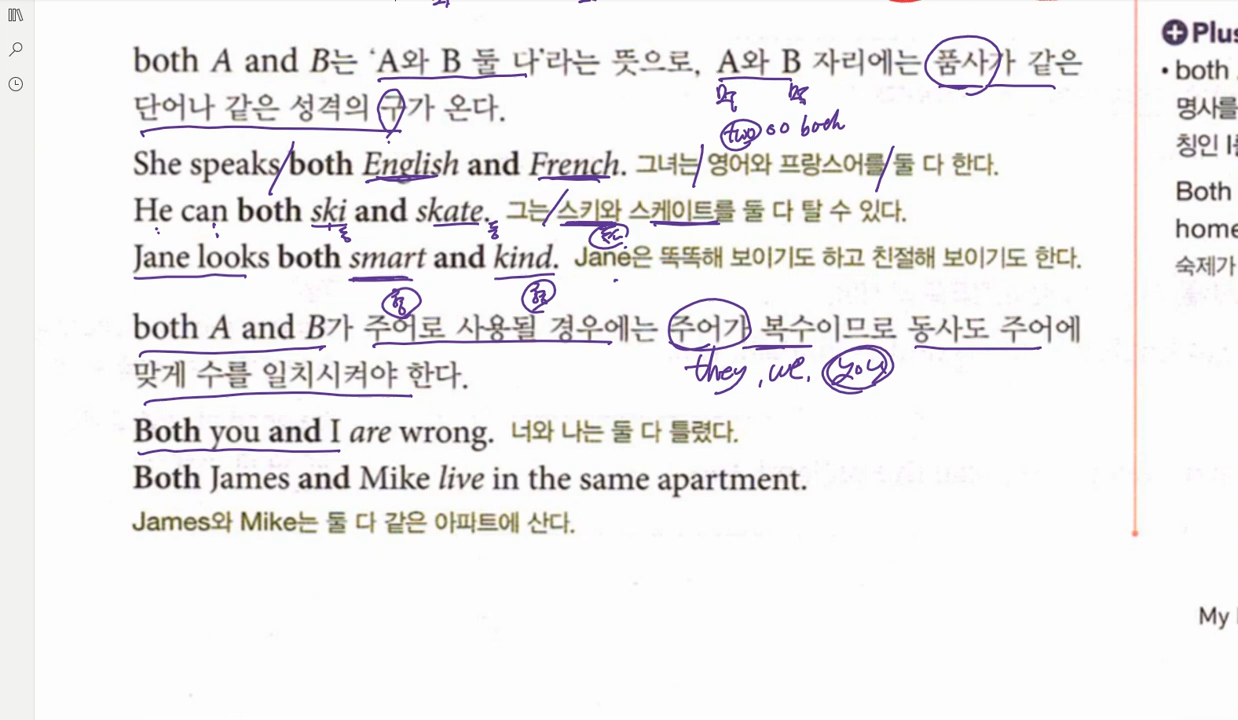 both A and B는 ‘A와 B 둘 다’라는 뜻으로, A와 B 자리에는 품사가 같은
단어나 같은 성격의 구가 온다.
two so both
She speaks both English and French. 그녀는 영어와 프랑스어를 둘 다 한다.
He can both ski and skate. 그는 스키와 스케이트를 둘 다 탈 수 있다.
동 동
Jane looks both smart and kind. Jane은 똑똑해 보이기도 하고 친절해 보이기도 한다.
형 형
both A and B가 주어로 사용될 경우에는 주어가 복수이므로 동사도 주어에
they, we, you
맞게 수를 일치시켜야 한다.
Both you and I are wrong. 너와 나는 둘 다 틀렸다.
Both James and Mike live in the same apartment.
James와 Mike는 둘 다 같은 아파트에 산다.
Plus
• both
명사를
칭인 I를
Both
home
숙제가
My